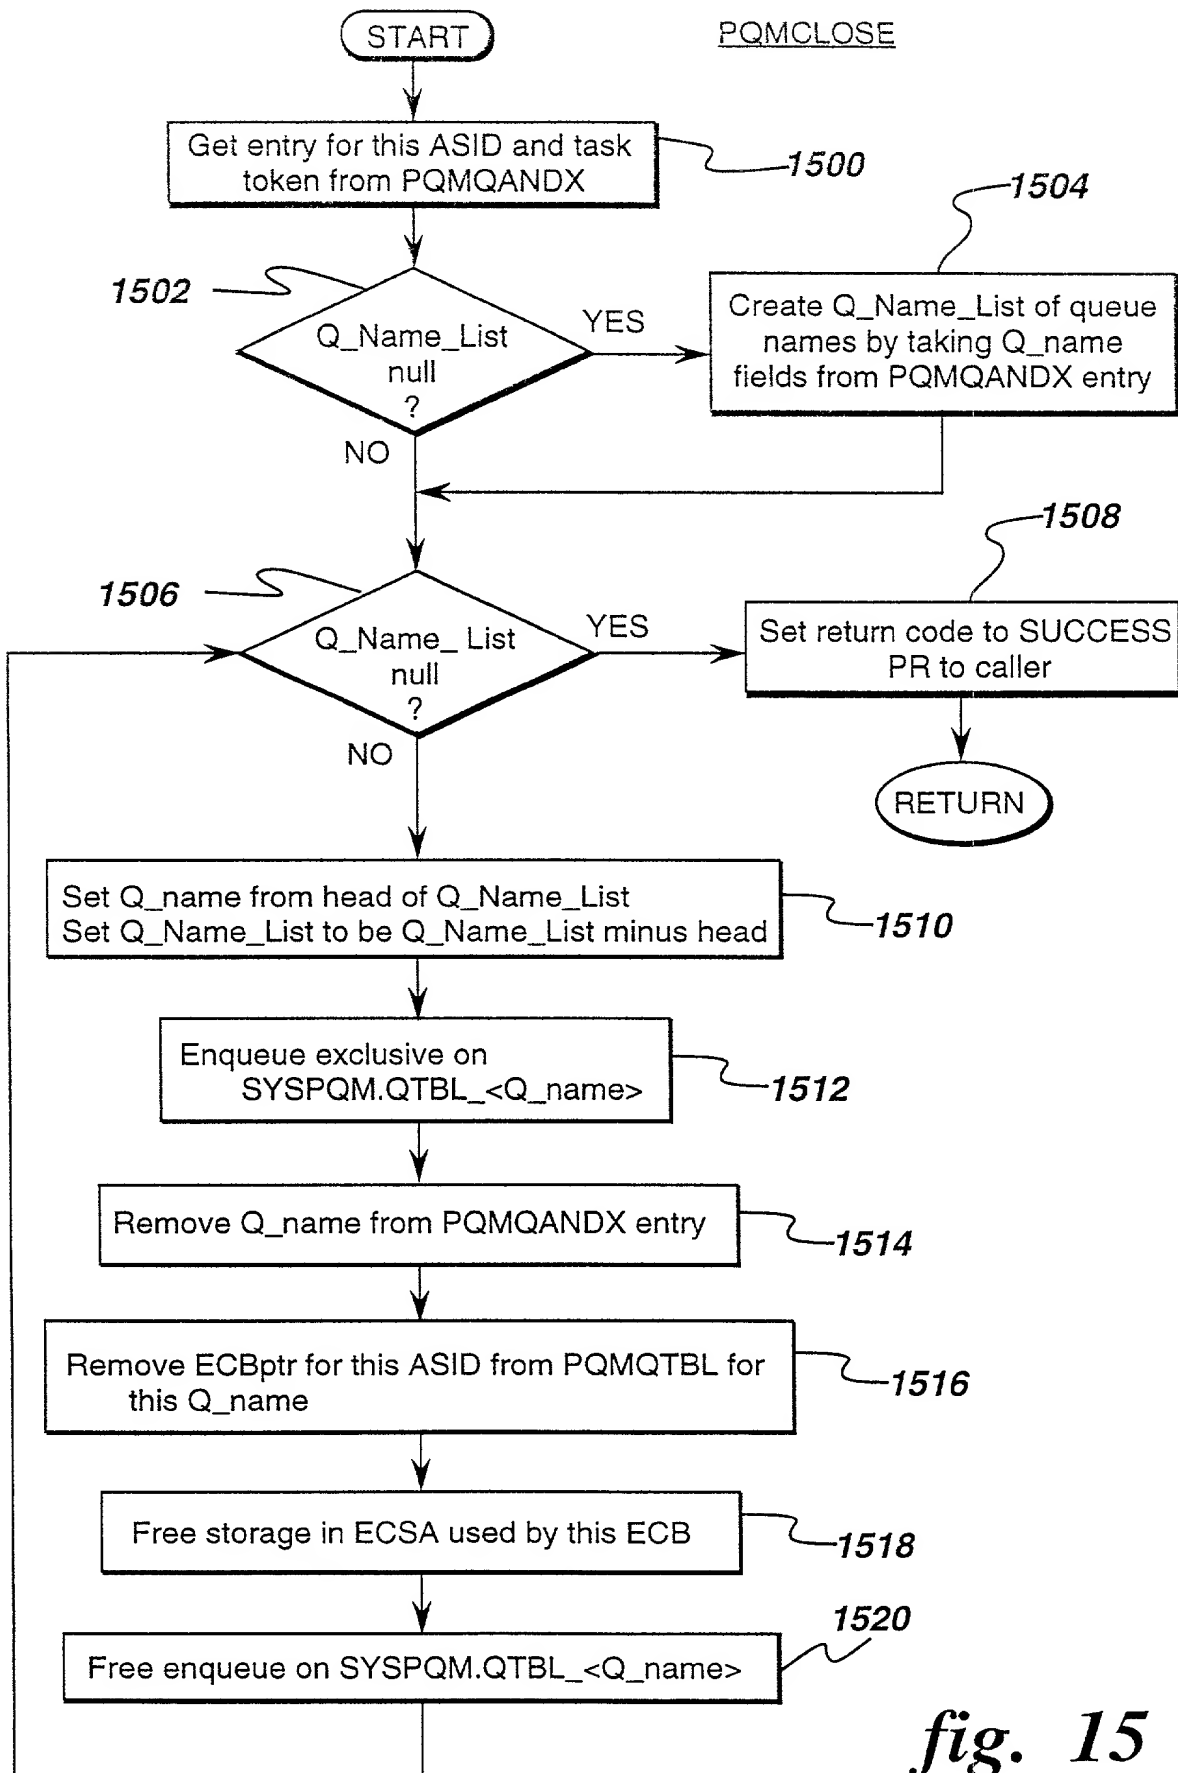 START
PQMCLOSE
Get entry for this ASID and task
token from PQMQANDX
1500
1504
1502
Q_Name_List
null
?
YES
Create Q_Name_List of queue
names by taking Q_name
fields from PQMQANDX entry
NO
1508
1506
Q_Name_ List
null
?
YES
Set return code to SUCCESS
PR to caller
NO
RETURN
Set Q_name from head of Q_Name_List
Set Q_Name_List to be Q_Name_List minus head
1510
Enqueue exclusive on
SYSPQM.QTBL_<Q_name>
1512
Remove Q_name from PQMQANDX entry
1514
Remove ECBptr for this ASID from PQMQTBL for
this Q_name
1516
Free storage in ECSA used by this ECB
1518
1520
Free enqueue on SYSPQM.QTBL_<Q_name>
fig. 15